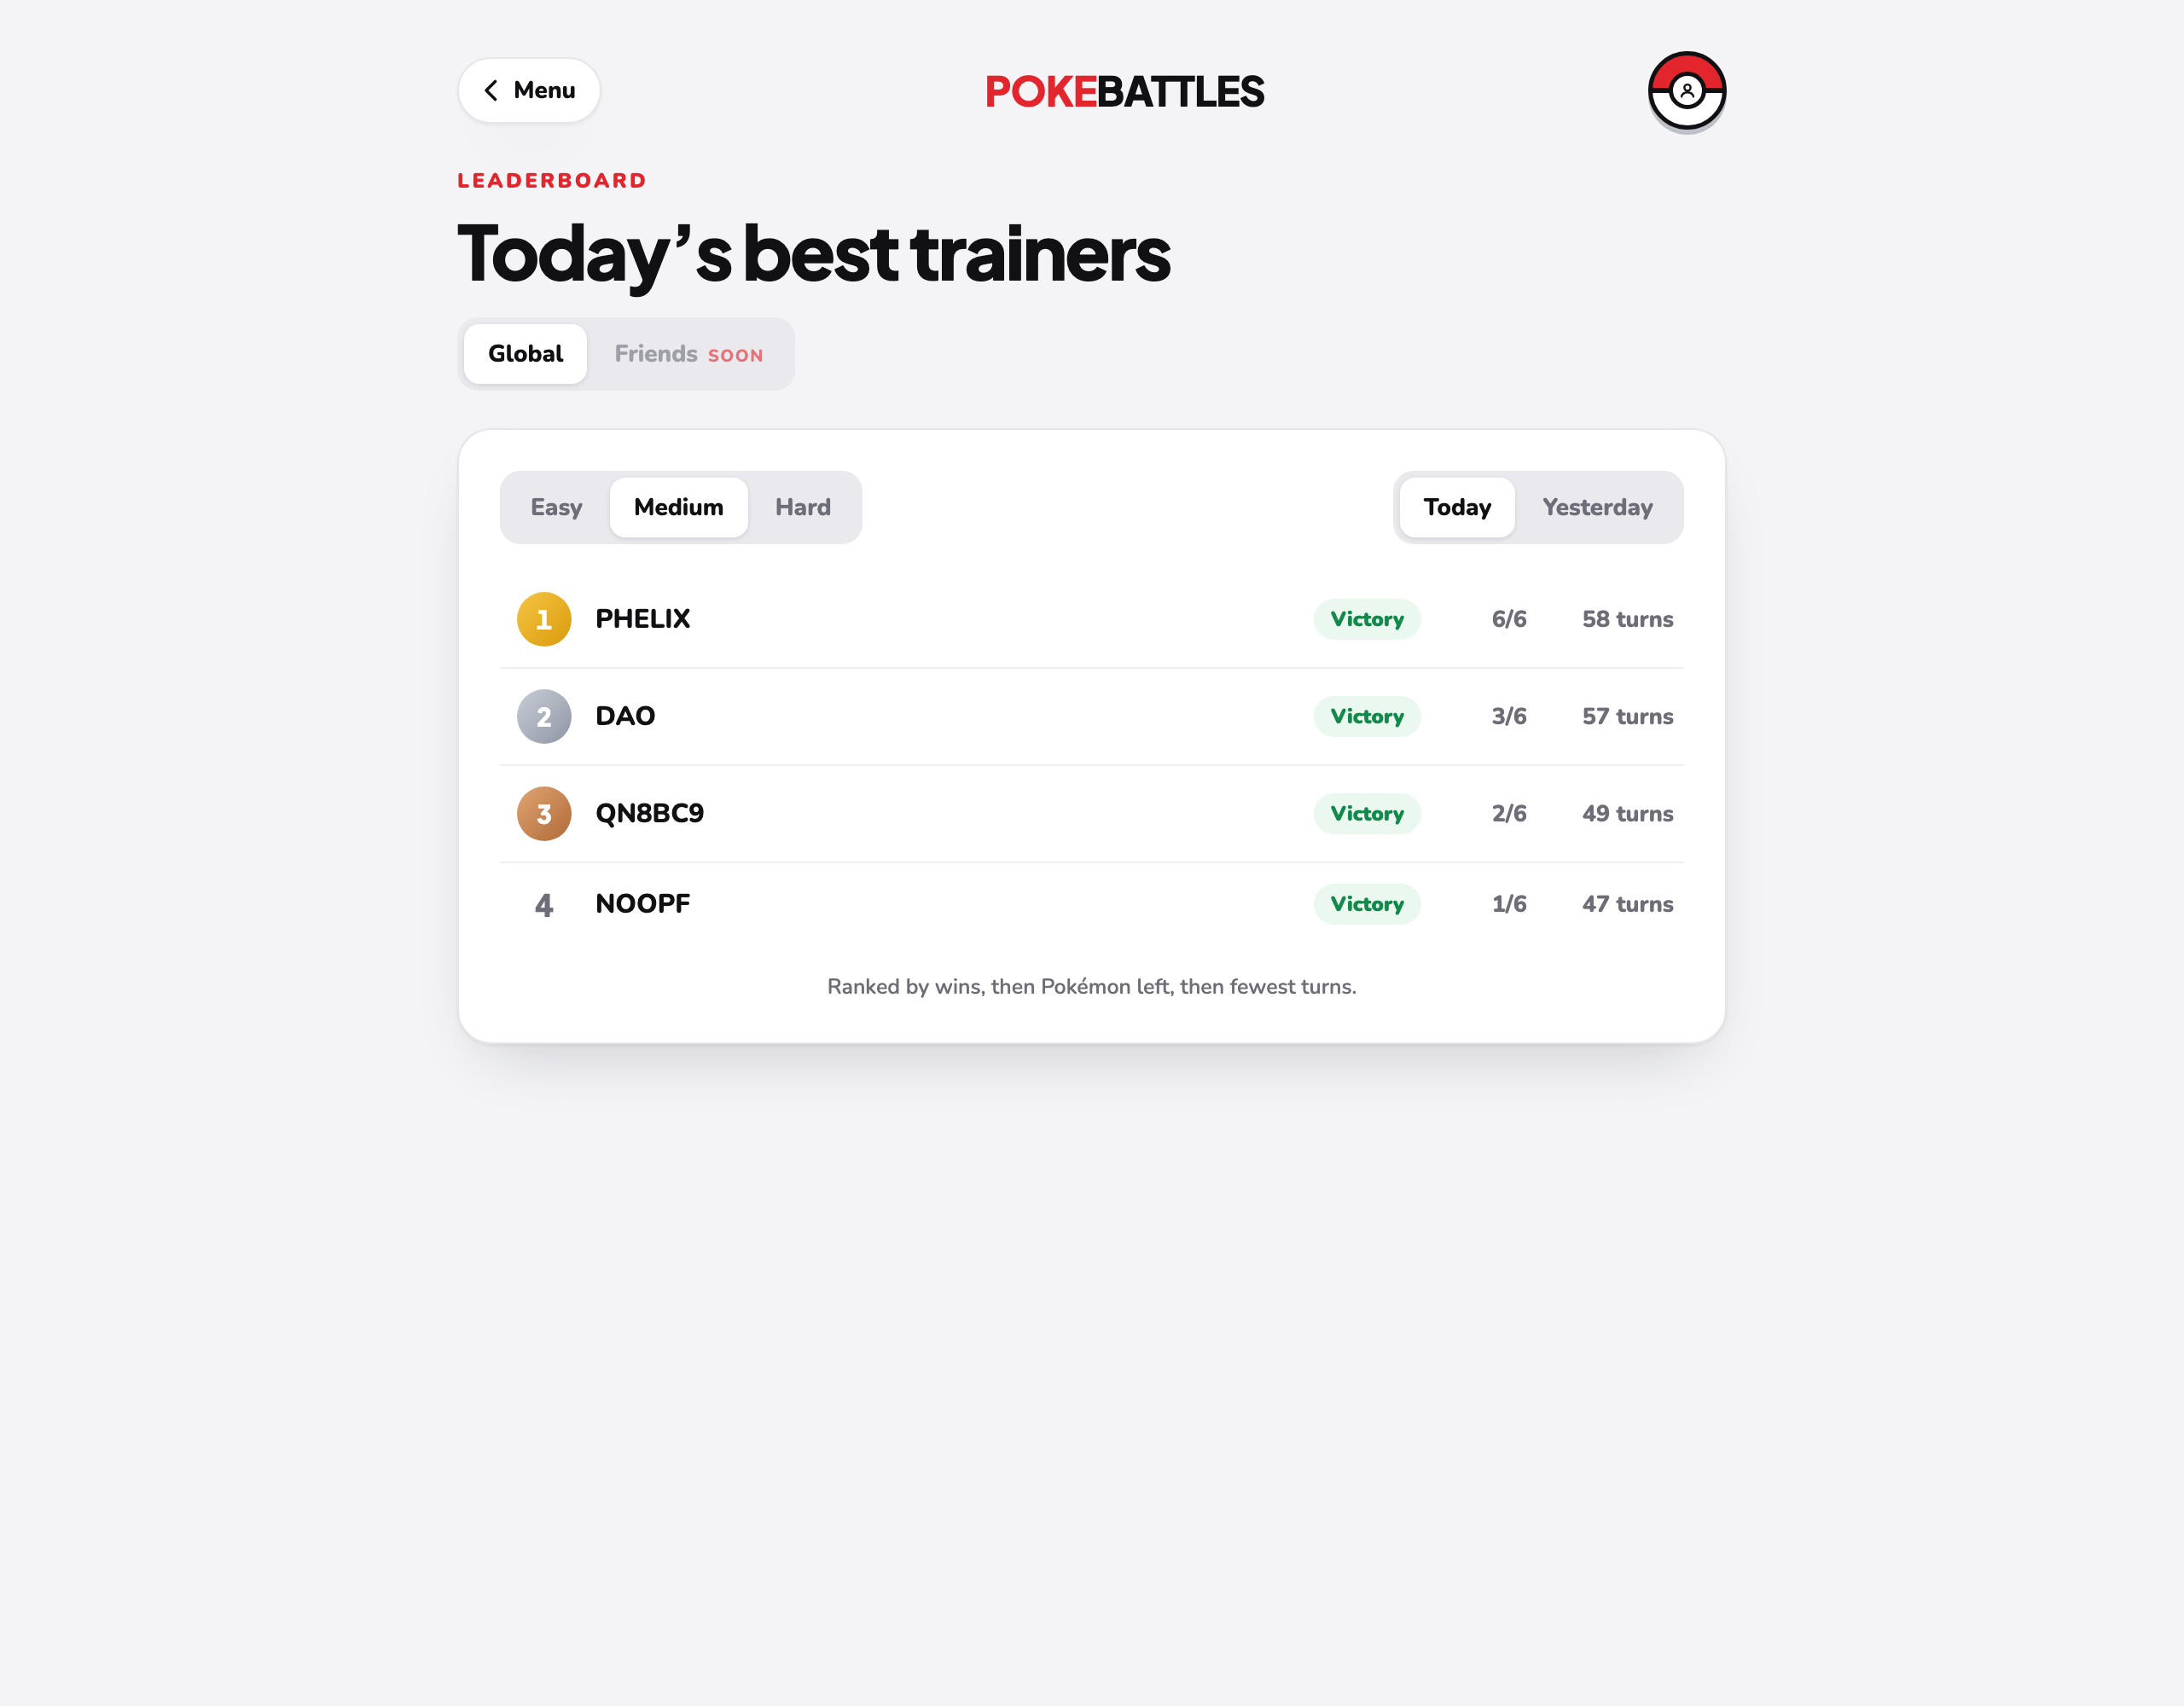 Menu
POKEBATTLES
LEADERBOARD
Today’s best trainers
Global Friends SOON
Easy Medium Hard Today Yesterday
1 PHELIX Victory 6/6 58 turns
2 DAO Victory 3/6 57 turns
3 QN8BC9 Victory 2/6 49 turns
4 NOOPF Victory 1/6 47 turns
Ranked by wins, then Pokémon left, then fewest turns.